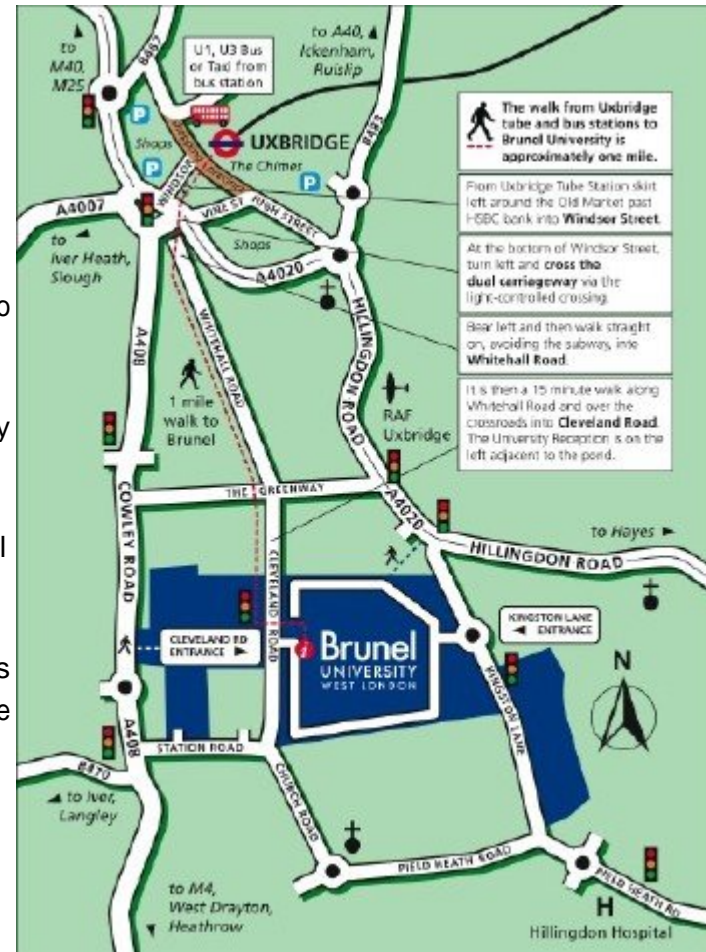 to
M40,
M25
B467
U1, U3 Bus
or Taxi from
bus station
to A40,
Ickenham,
Ruislip
B483
The walk from Uxbridge
tube and bus stations to
Brunel University is
approximately one mile.
P
Shops
UXBRIDGE
The Chimes
P
P
WINDSOR
VINE ST
HIGH STREET
From Uxbridge Tube Station skirt
left around the Old Market past
HSBC bank into Windsor Street.
A4007
to
Iver Heath,
Slough
Shops
A4020
At the bottom of Windsor Street,
turn left and cross the
dual carriageway via the
light-controlled crossing.
o
A408
WHITEHALL ROAD
HILLINGDON ROAD
Bear left and then walk straight
on, avoiding the subway, into
Whitehall Road.
1 mile
walk to
Brunel
RAF
Uxbridge
It is then a 15 minute walk along
Whitehall Road and over the
crossroads into Cleveland Road.
The University Reception is on the
left adjacent to the pond.
y
COWLEY ROAD
THE GREENWAY
A4020
to Hayes
HILLINGDON ROAD
l
CLEVELAND ROAD
CLEVELAND RD
ENTRANCE
i
Brunel
UNIVERSITY
WEST LONDON
KINGSTON LANE
ENTRANCE
N
s
e
KINGSTON LANE
A408
STATION ROAD
B470
to Iver,
Langley
CHURCH ROAD
PIELD HEATH ROAD
PIELD HEATH RD
to M4,
West Drayton,
Heathrow
H
Hillingdon Hospital